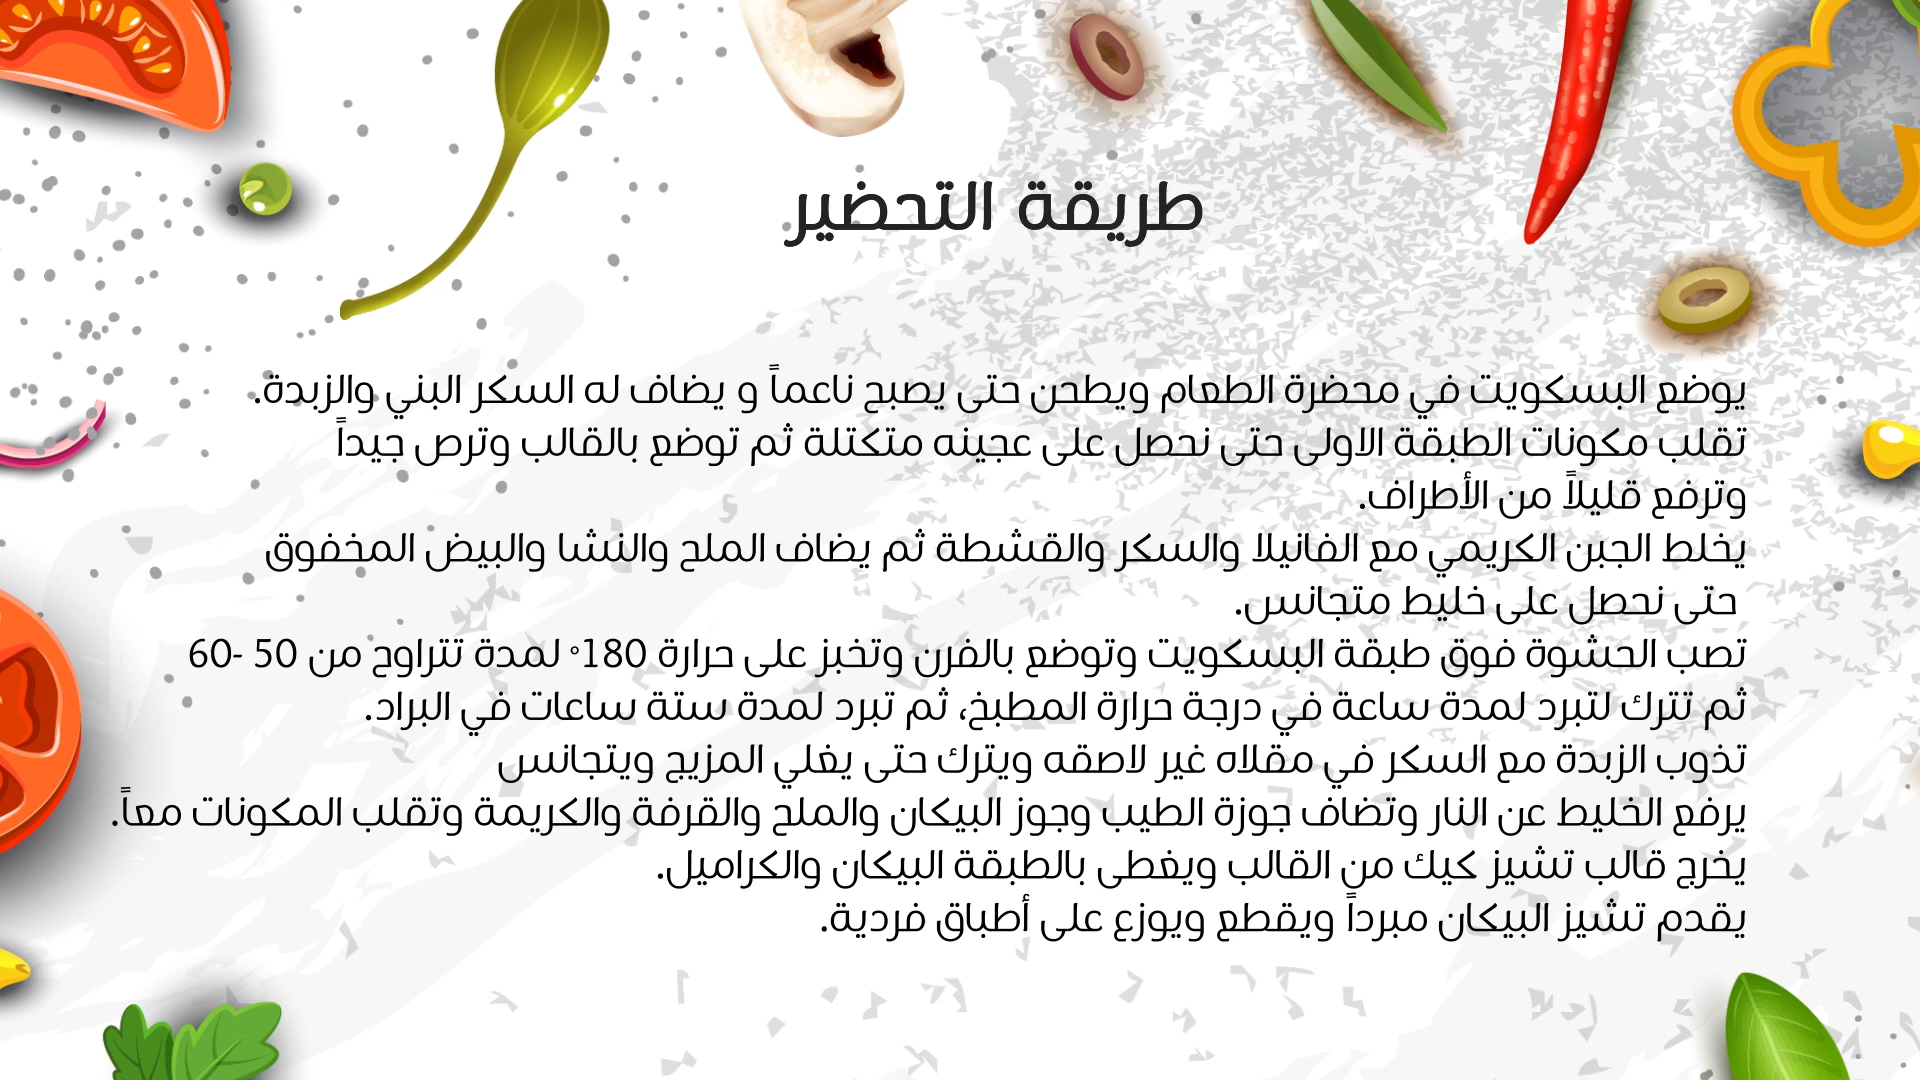 طريقة التحضير
يوضع البسكويت في محضرة الطعام ويطحن حتى يصبح ناعماً و يضاف له السكر البني والزبدة.
تقلب مكونات الطبقة الاولى حتى نحصل على عجينه متكتلة ثم توضع بالقالب وترص جيداً
وترفع قليلاً من الأطراف.
يخلط الجبن الكريمي مع الفانيلا والسكر والقشطة ثم يضاف الملح والنشا والبيض المخفوق
حتى نحصل على خليط متجانس.
تصب الحشوة فوق طبقة البسكويت وتوضع بالفرن وتخبز على حرارة 180° لمدة تتراوح من 50 -60
ثم تترك لتبرد لمدة ساعة في درجة حرارة المطبخ، ثم تبرد لمدة ستة ساعات في البراد.
تذوب الزبدة مع السكر في مقلاه غير لاصقه ويترك حتى يغلي المزيج ويتجانس
يرفع الخليط عن النار وتضاف جوزة الطيب وجوز البيكان والملح والقرفة والكريمة وتقلب المكونات معاً.
يخرج قالب تشيز كيك من القالب ويغطى بالطبقة البيكان والكراميل.
يقدم تشيز البيكان مبرداً ويقطع ويوزع على أطباق فردية.